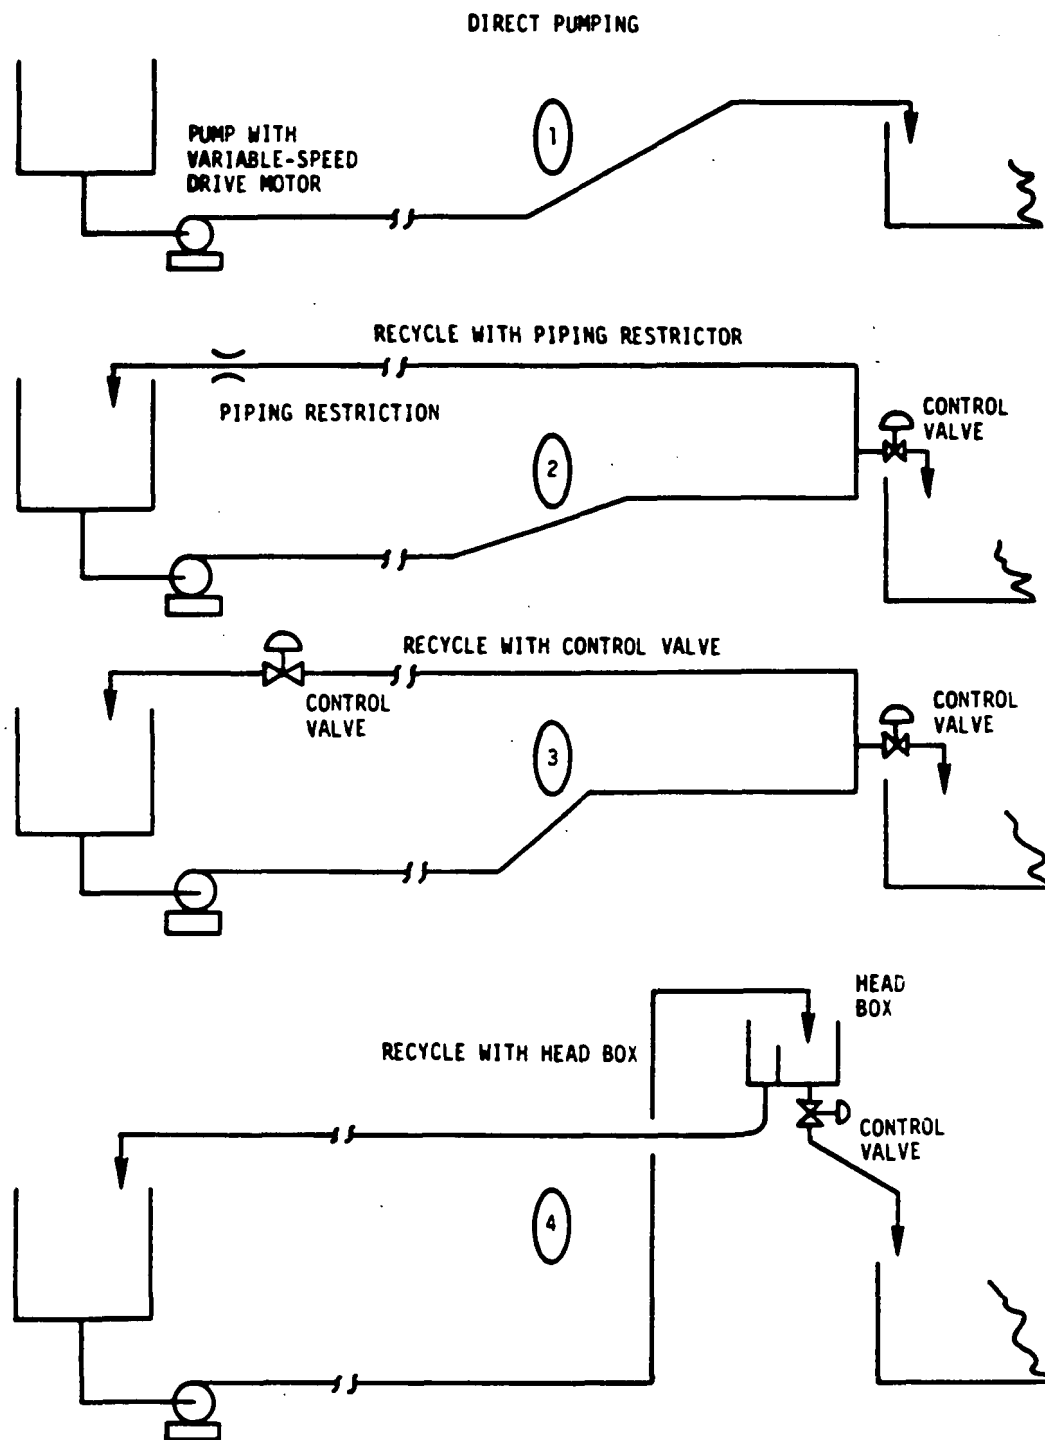 DIRECT PUMPING
PUMP WITH
VARIABLE-SPEED
DRIVE MOTOR
1
RECYCLE WITH PIPING RESTRICTOR
PIPING RESTRICTION
CONTROL
VALVE
2
RECYCLE WITH CONTROL VALVE
CONTROL
VALVE
CONTROL
VALVE
3
HEAD
BOX
RECYCLE WITH HEAD BOX
CONTROL
VALVE
4